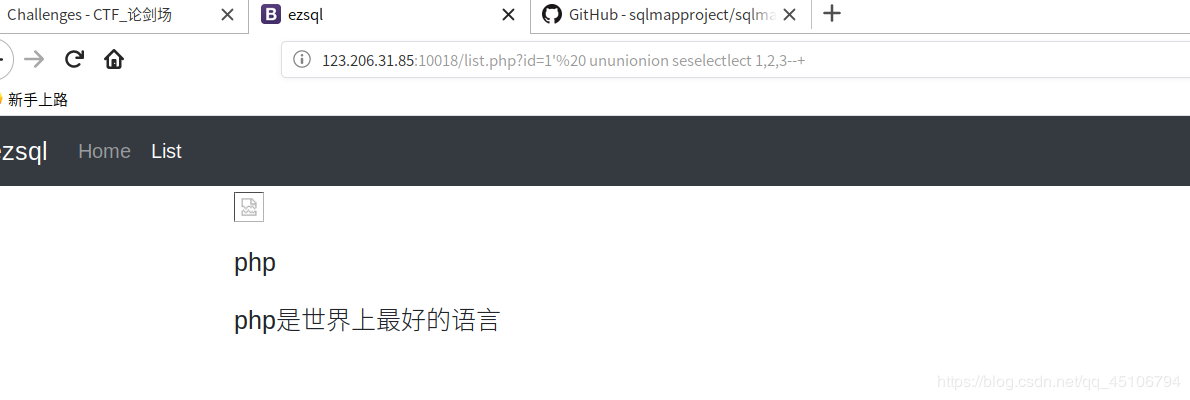 Challenges - CTF_论剑场
ezsql
GitHub - sqlmapproject/sqlma
123.206.31.85:10018/list.php?id=1'%20 ununionion seselectlect 1,2,3--+
新手上路
ezsql Home List
php
php是世界上最好的语言
https://blog.csdn.net/qq_45106794